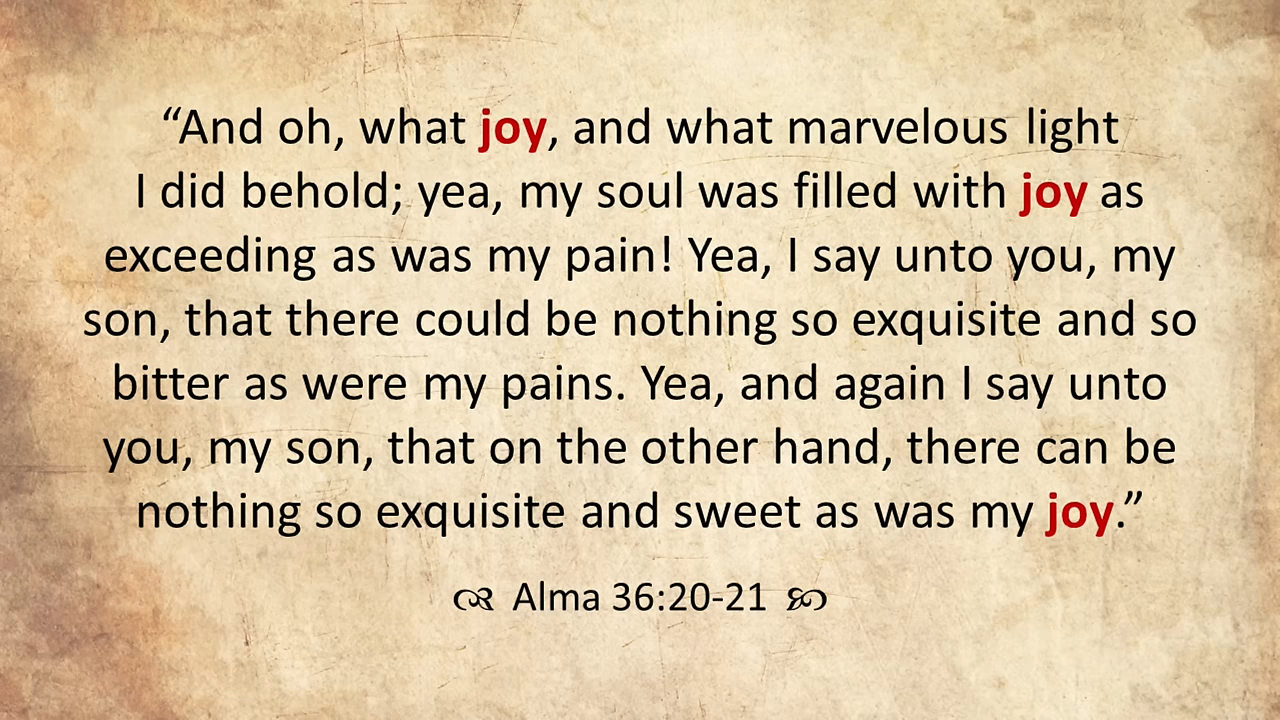 “And oh, what joy, and what marvelous light
I did behold; yea, my soul was filled with joy as
exceeding as was my pain! Yea, I say unto you, my
son, that there could be nothing so exquisite and so
bitter as were my pains. Yea, and again I say unto
you, my son, that on the other hand, there can be
nothing so exquisite and sweet as was my joy.”
Alma 36:20-21